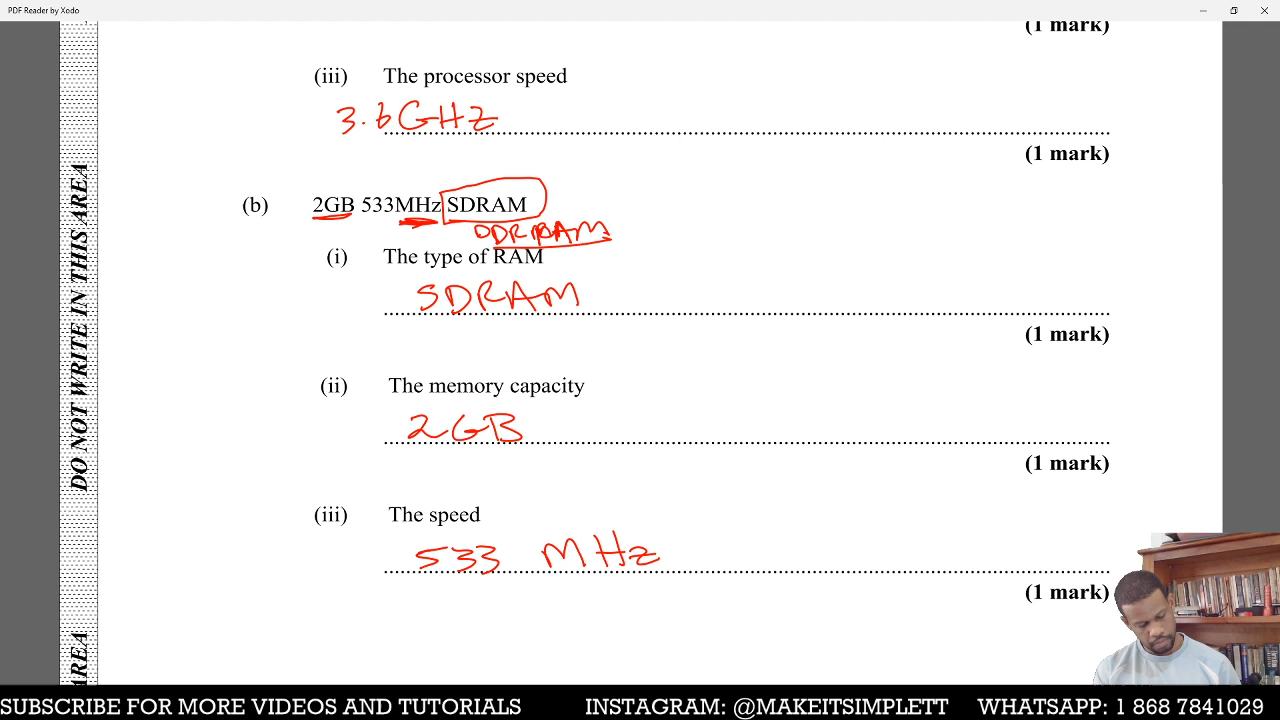 PDF Reader by Xodo
(1 mark)
(iii) The processor speed
3.6GHZ
(1 mark)
(b) 2GB 533MHz SDRAM
DDRRAM
(i) The type of RAM
SDRAM
(1 mark)
(ii) The memory capacity
2GB
(1 mark)
(iii) The speed
533 MHz
(1 mark)
DO NOT WRITE IN THIS AREA
AREA
SUBSCRIBE FOR MORE VIDEOS AND TUTORIALS INSTAGRAM: @MAKEITSIMPLETT WHATSAPP: 1 868 7841029